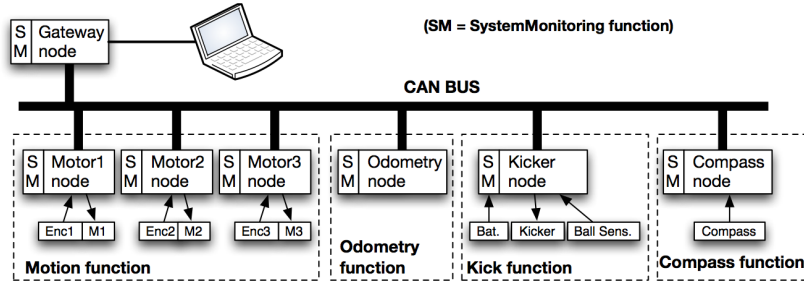 S M Gateway node
(SM = SystemMonitoring function)
CAN BUS
S M Motor1 node
S M Motor2 node
S M Motor3 node
S M Odometry node
S M Kicker node
S M Compass node
Enc1 M1
Enc2 M2
Enc3 M3
Bat.
Kicker
Ball Sens.
Compass
Motion function
Odometry function
Kick function
Compass function